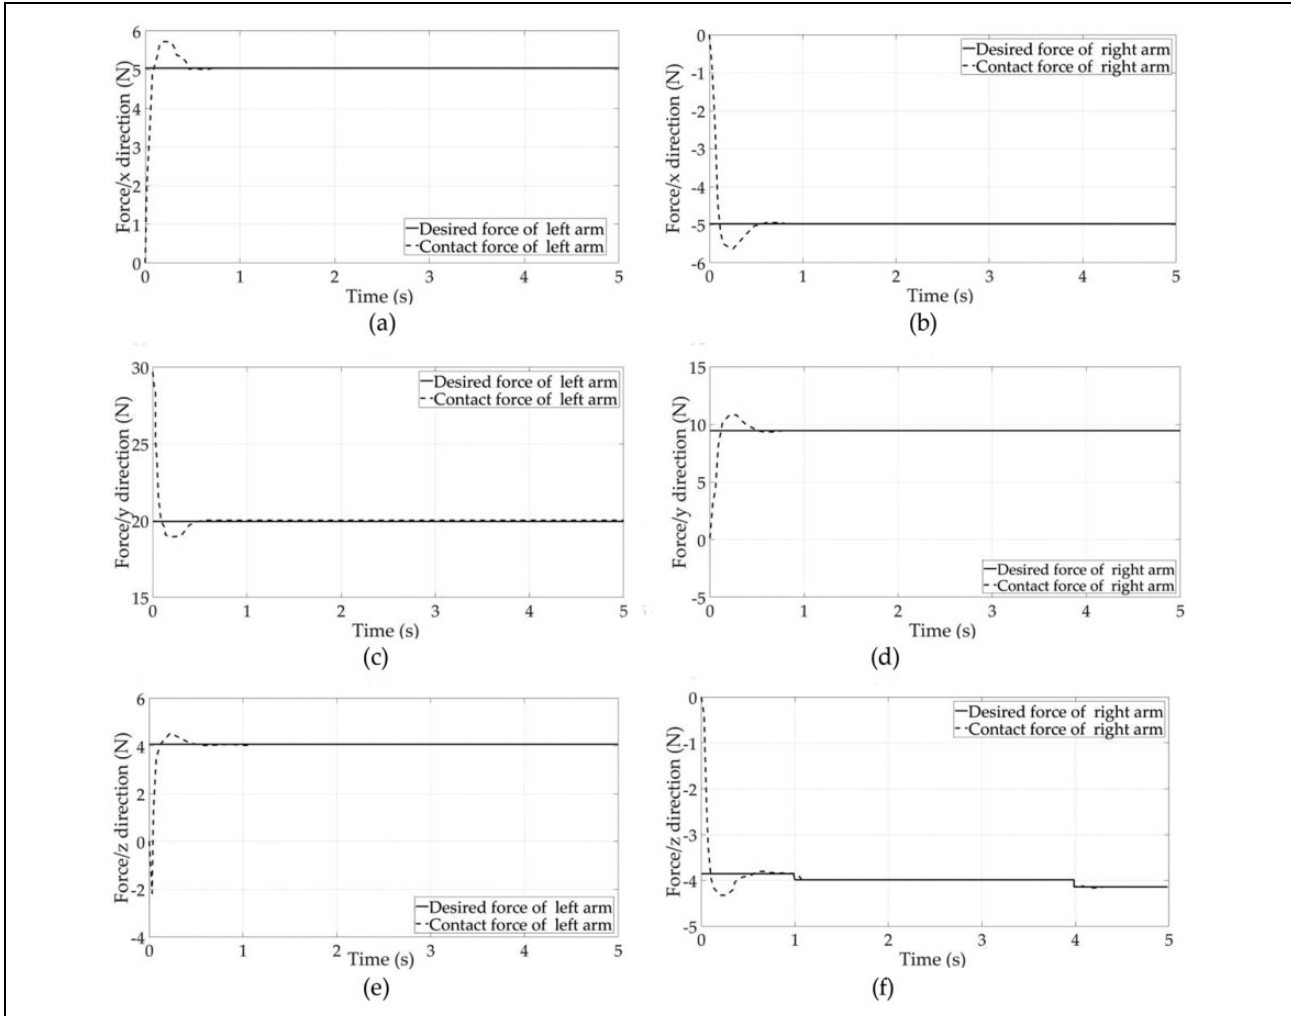 6
5
4
3
2
1
0
Force/x direction (N)
Desired force of left arm
Contact force of left arm
0 1 2 3 4 5
Time (s)
(a)
0
-1
-2
-3
-4
-5
-6
Force/x direction (N)
Desired force of right arm
Contact force of right arm
0 1 2 3 4 5
Time (s)
(b)
30
25
20
15
Force/y direction (N)
Desired force of left arm
Contact force of left arm
0 1 2 3 4 5
Time (s)
(c)
15
10
5
0
-5
Force/y direction (N)
Desired force of right arm
Contact force of right arm
0 1 2 3 4 5
Time (s)
(d)
6
4
2
0
-2
-4
Force/z direction (N)
Desired force of left arm
Contact force of left arm
0 1 2 3 4 5
Time (s)
(e)
0
-1
-2
-3
-4
-5
Force/z direction (N)
Desired force of right arm
Contact force of right arm
0 1 2 3 4 5
Time (s)
(f)